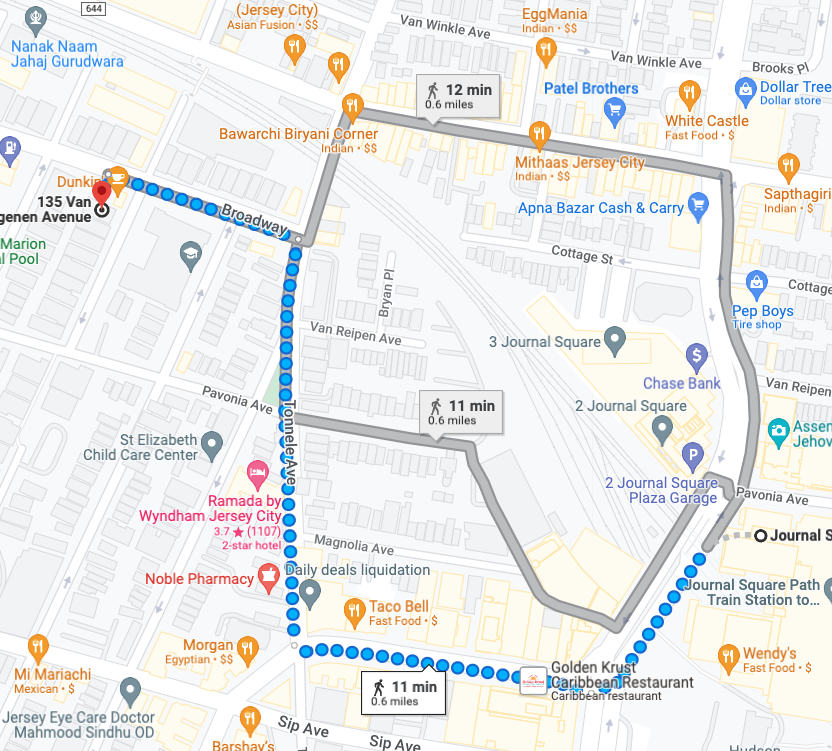 644
(Jersey City)
Asian Fusion · $$
Nanak Naam
Jahaj Gurudwara
Van Winkle Ave
EggMania
Indian · $$
Van Winkle Ave
Brooks Pl
12 min
0.6 miles
Patel Brothers
Dollar Tree
Dollar store
White Castle
Fast Food · $
Bawarchi Biryani Corner
Indian · $$
Mithaas Jersey City
Indian · $$
Sapthagiri
Indian · $
Dunkin
135 Van
genen Avenue
Broadway
Apna Bazar Cash & Carry
Marion
al Pool
Cottage St
Cottage
Bryan Pl
Pep Boys
Tire shop
Van Reipen Ave
3 Journal Square
Chase Bank
Van Reipen
Pavonia Ave
11 min
0.6 miles
2 Journal Square
Tonnele Ave
St Elizabeth
Child Care Center
Assem
Jehov
2 Journal Square
Plaza Garage
Pavonia Ave
Ramada by
Wyndham Jersey City
3.7 ★ (1107)
2-star hotel
Journal S
Magnolia Ave
Noble Pharmacy
Daily deals liquidation
Journal Square Path
Train Station to...
Taco Bell
Fast Food · $
Morgan
Egyptian · $$
Wendy's
Fast Food · $
Mi Mariachi
Mexican · $
11 min
0.6 miles
Golden Krust
Caribbean Restaurant
Caribbean restaurant
Jersey Eye Care Doctor
Mahmood Sindhu OD
Sip Ave
Sip Ave
Barshay's
Hudson